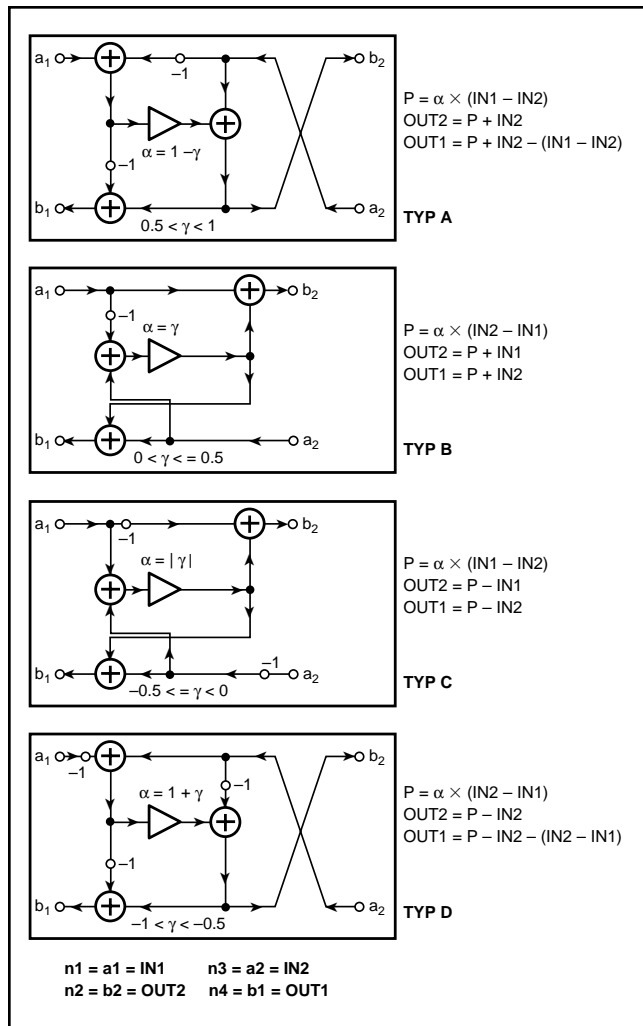 a1
–1
b2
α = 1 –γ
–1
b1
0.5 < γ < 1
a2
P = α × (IN1 – IN2)
OUT2 = P + IN2
OUT1 = P + IN2 – (IN1 – IN2)
TYP A
a1
b2
–1
α = γ
b1
0 < γ < = 0.5
a2
P = α × (IN2 – IN1)
OUT2 = P + IN1
OUT1 = P + IN2
TYP B
a1
–1
b2
α = | γ |
b1
–1
a2
–0.5 < = γ < 0
P = α × (IN1 – IN2)
OUT2 = P – IN1
OUT1 = P – IN2
TYP C
a1
–1
b2
–1
α = 1 + γ
–1
b1
–1 < γ < –0.5
a2
P = α × (IN2 – IN1)
OUT2 = P – IN2
OUT1 = P – IN2 – (IN2 – IN1)
TYP D
n1 = a1 = IN1 n3 = a2 = IN2
n2 = b2 = OUT2 n4 = b1 = OUT1